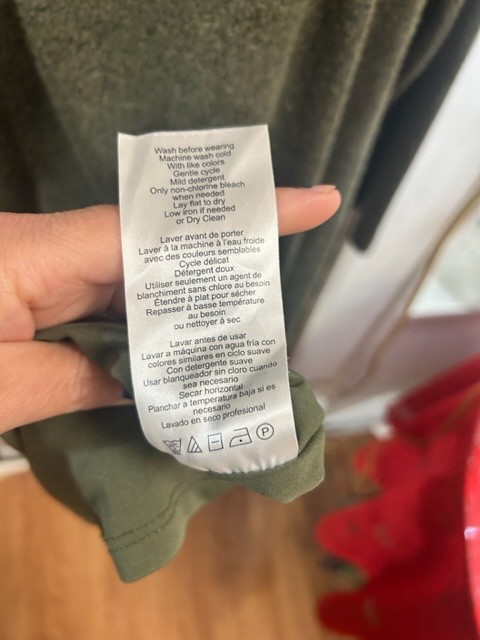 Wash before wearing
Machine wash cold
With like colors
Gentle cycle
Mild detergent
Only non-chlorine bleach
when needed
Lay flat to dry
Low iron if needed
or Dry Clean
Laver avant de porter
Laver à la machine à l'eau froide
avec des couleurs semblables
Cycle délicat
Détergent doux
Utiliser seulement un agent de
blanchiment sans chlore au besoin
Étendre à plat pour sécher
Repasser à basse température
au besoin
ou nettoyer à sec
Lavar antes de usar
Lavar a máquina con agua fría con
colores similares en ciclo suave
Con detergente suave
Usar blanqueador sin cloro cuando
sea necesario
Secar horizontal
Planchar a temperatura baja si es
necesario
Lavado en seco profesional
P